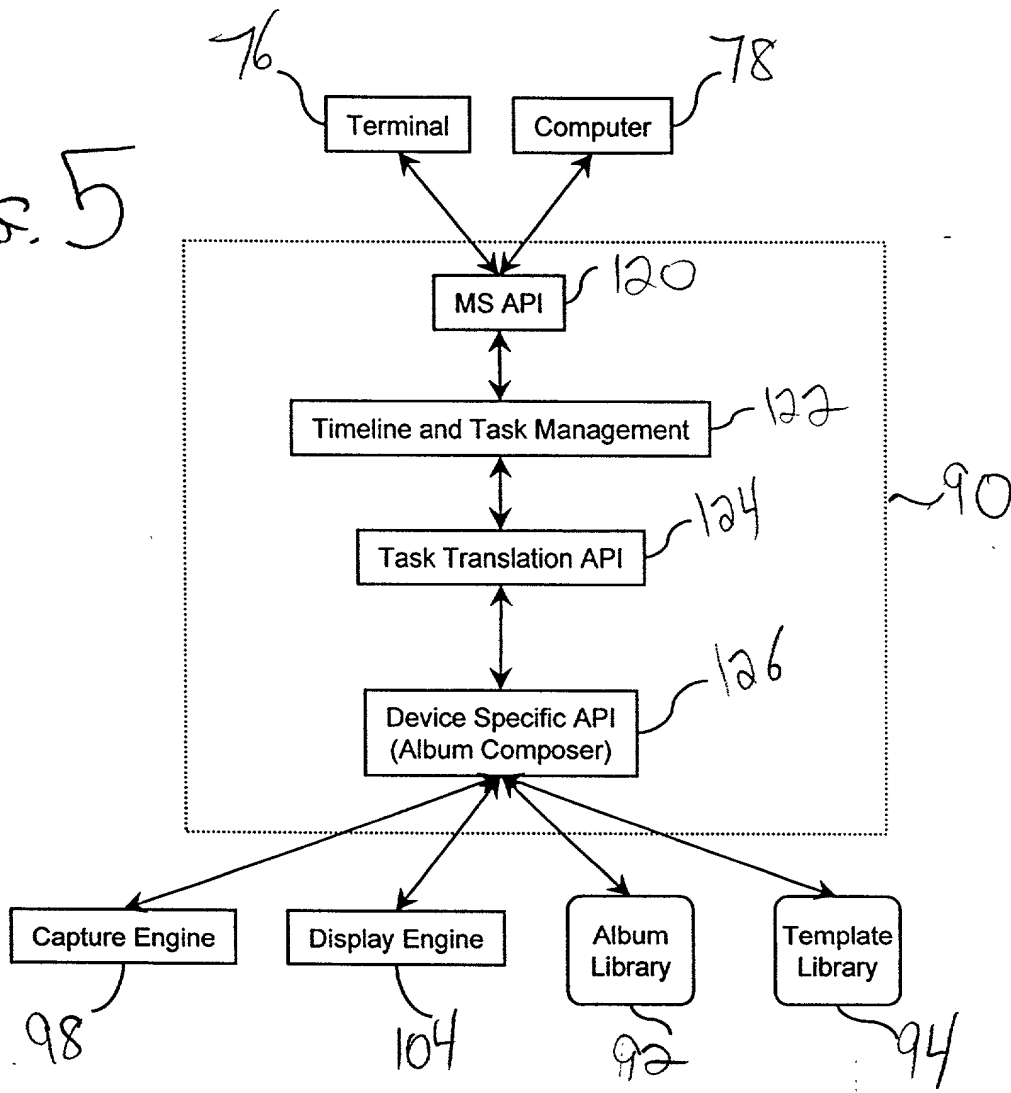 76
78
Terminal
Computer
5
MS API
120
Timeline and Task Management
122
90
Task Translation API
124
126
Device Specific API
(Album Composer)
Capture Engine
Display Engine
Album
Library
Template
Library
98
104
92
94